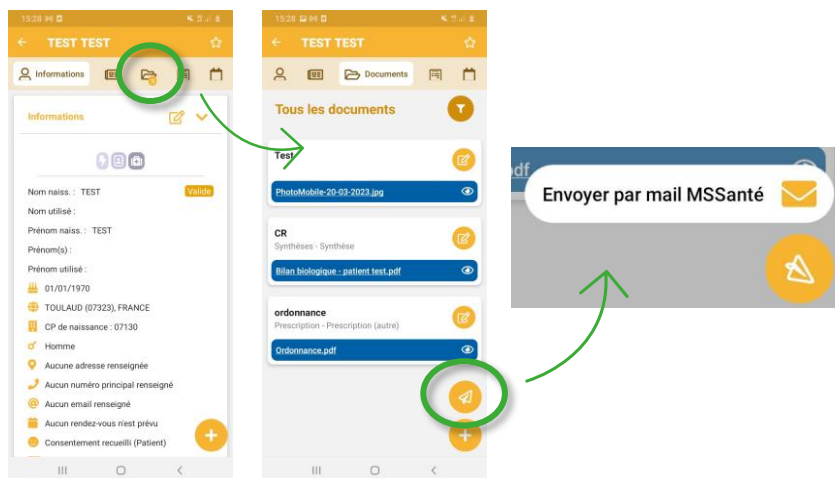 15:28
TEST TEST
Informations
Informations
Nom naiss. : TEST
Valide
Nom utilisé :
Prénom naiss. : TEST
Prénom(s) :
Prénom utilisé :
01/01/1970
TOULAUD (07323), FRANCE
CP de naissance : 07130
Homme
Aucune adresse renseignée
Aucun numéro principal renseigné
Aucun email renseigné
Aucun rendez-vous n'est prévu
Consentement recueilli (Patient)
15:28
TEST TEST
Documents
Tous les documents
Test
PhotoMobile-20-03-2023.jpg
CR
Synthèses - Synthèse
Bilan biologique - patient test.pdf
ordonnance
Prescription - Prescription (autre)
Ordonnance.pdf
df
Envoyer par mail MSSanté